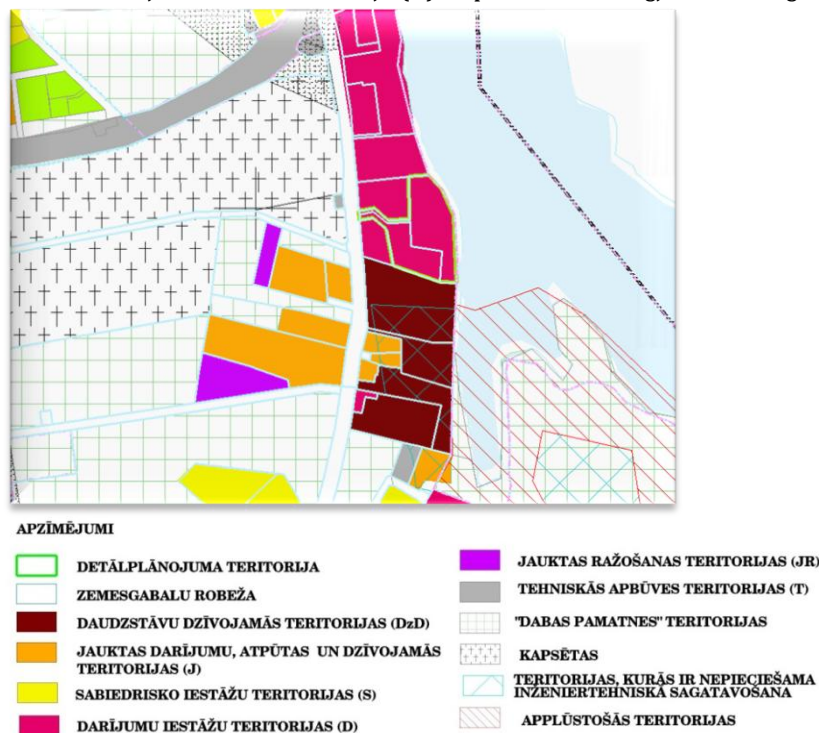 APZĪMĒJUMI
DETĀLPLĀNOJUMA TERITORIJA
ZEMESGABALU ROBEŽA
DAUDZSTĀVU DZĪVOJAMĀS TERITORIJAS (DzD)
JAUKTAS DARĪJUMU, ATPŪTAS UN DZĪVOJAMĀS
TERITORIJAS (J)
SABIEDRISKO IESTĀŽU TERITORIJAS (S)
DARĪJUMU IESTĀŽU TERITORIJAS (D)
JAUKTAS RAŽOŠANAS TERITORIJAS (JR)
TEHNISKĀS APBŪVES TERITORIJAS (T)
"DABAS PAMATNES" TERITORIJAS
KAPSĒTAS
TERITORIJAS, KURĀS IR NEPIECIEŠAMA
INŽENIERTEHNISKĀ SAGATAVOŠANA
APPLŪSTOŠĀS TERITORIJAS